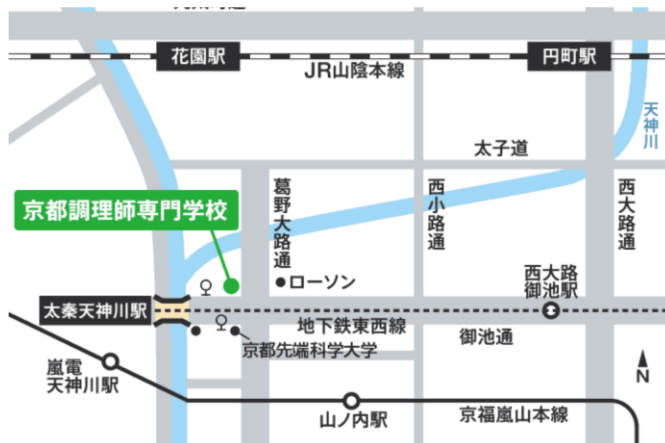 花園駅
円町駅
JR山陰本線
天神川
太子道
葛野大路通
西小路通
西大路通
京都調理師専門学校
ローソン
西大路
御池駅
太秦天神川駅
地下鉄東西線
御池通
京都先端科学大学
嵐電
天神川駅
N
山ノ内駅
京福嵐山本線